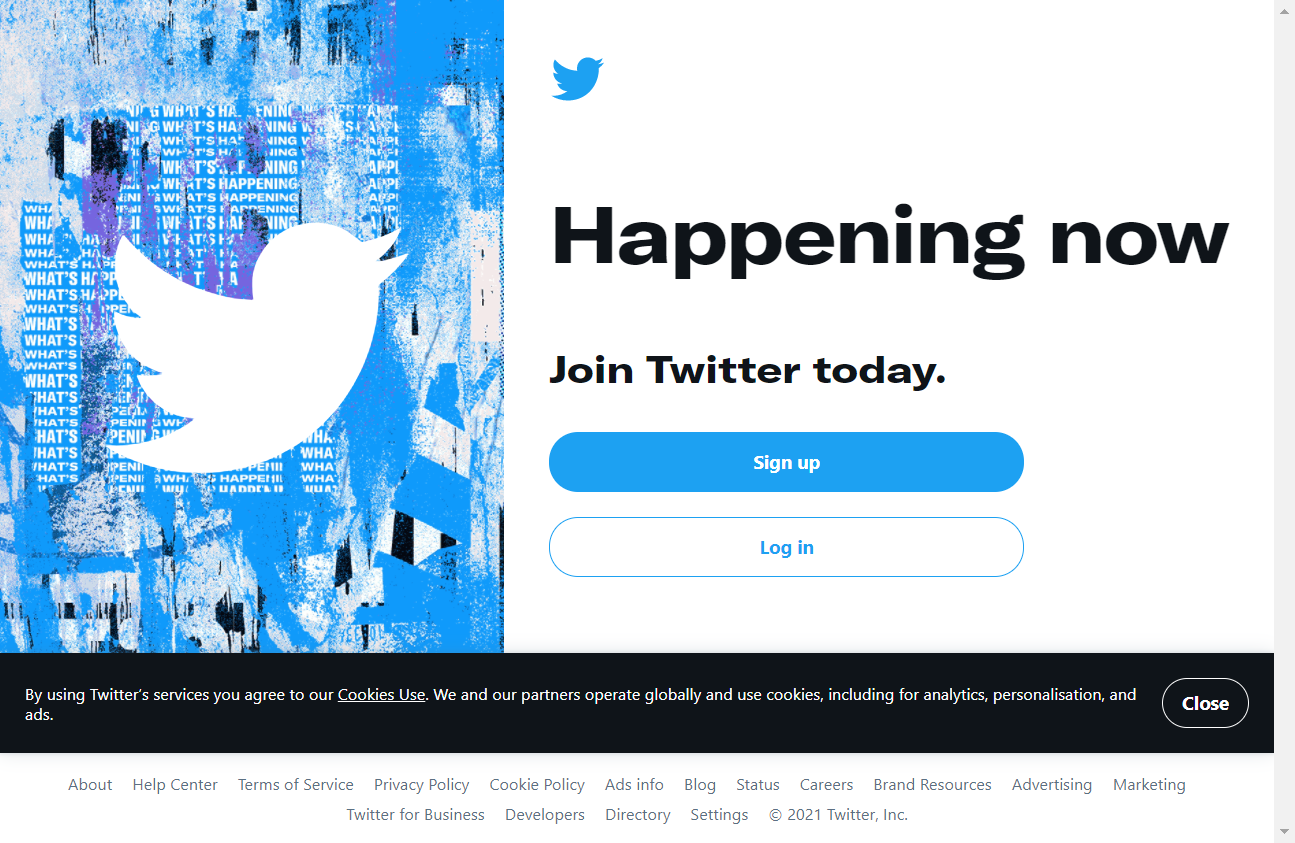 Happening now
Join Twitter today.
Sign up
Log in
By using Twitter's services you agree to our Cookies Use. We and our partners operate globally and use cookies, including for analytics, personalisation, and
ads.
Close
About Help Center Terms of Service Privacy Policy Cookie Policy Ads info Blog Status Careers Brand Resources Advertising Marketing
Twitter for Business Developers Directory Settings © 2021 Twitter, Inc.